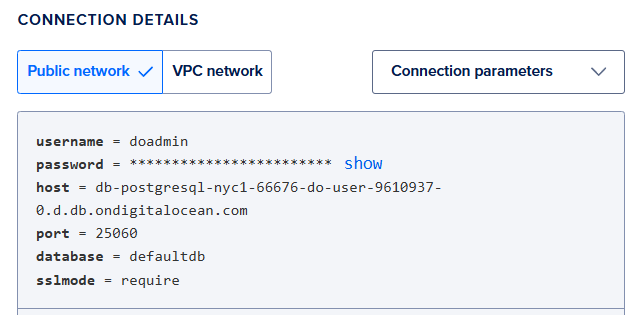 CONNECTION DETAILS
Public network VPC network Connection parameters
username = doadmin
password = ************************ show
host = db-postgresql-nyc1-66676-do-user-9610937-
0.d.db.ondigitalocean.com
port = 25060
database = defaultdb
sslmode = require